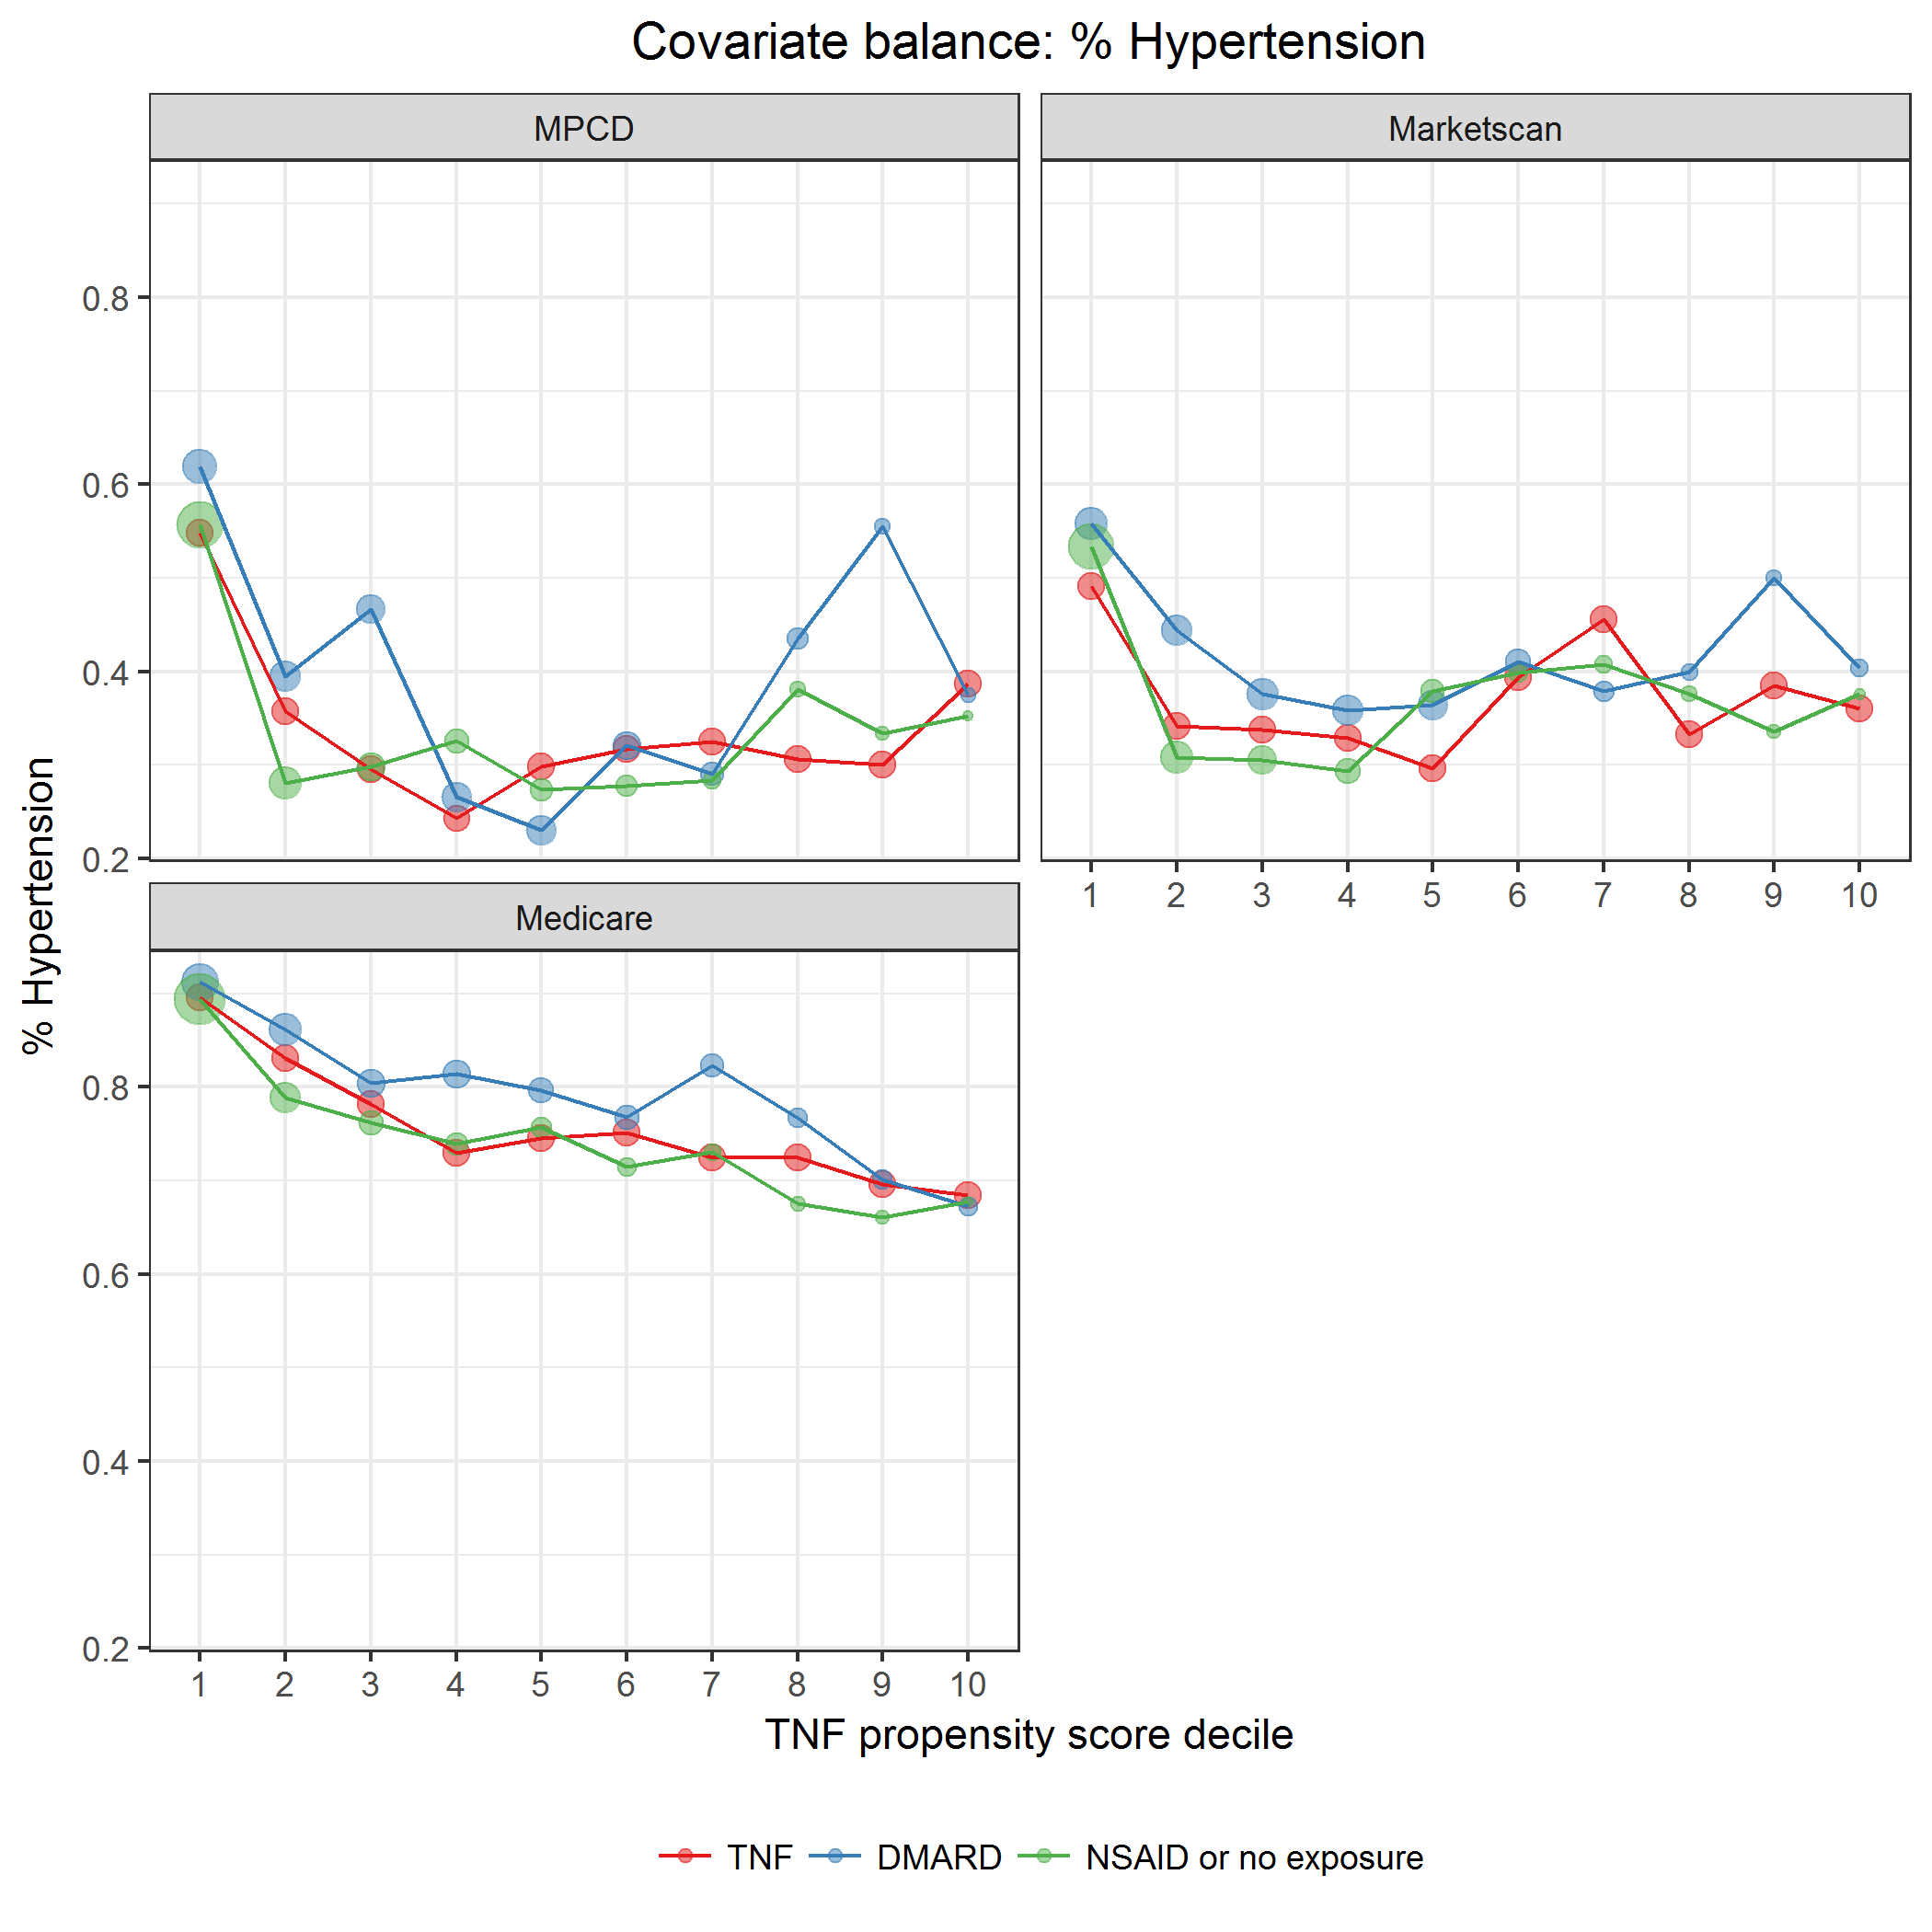 Covariate balance: % Hypertension
MPCD
Marketscan
0.8
0.6
0.4
0.2
1 2 3 4 5 6 7 8 9 10
Medicare
0.8
0.6
0.4
0.2
1 2 3 4 5 6 7 8 9 10
% Hypertension
TNF propensity score decile
TNF DMARD NSAID or no exposure